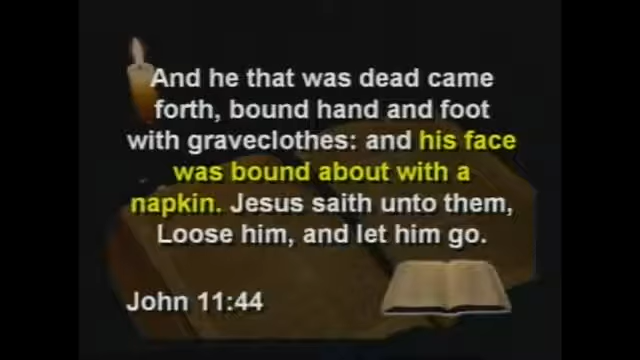 And he that was dead came
forth, bound hand and foot
with graveclothes: and his face
was bound about with a
napkin. Jesus saith unto them,
Loose him, and let him go.
John 11:44